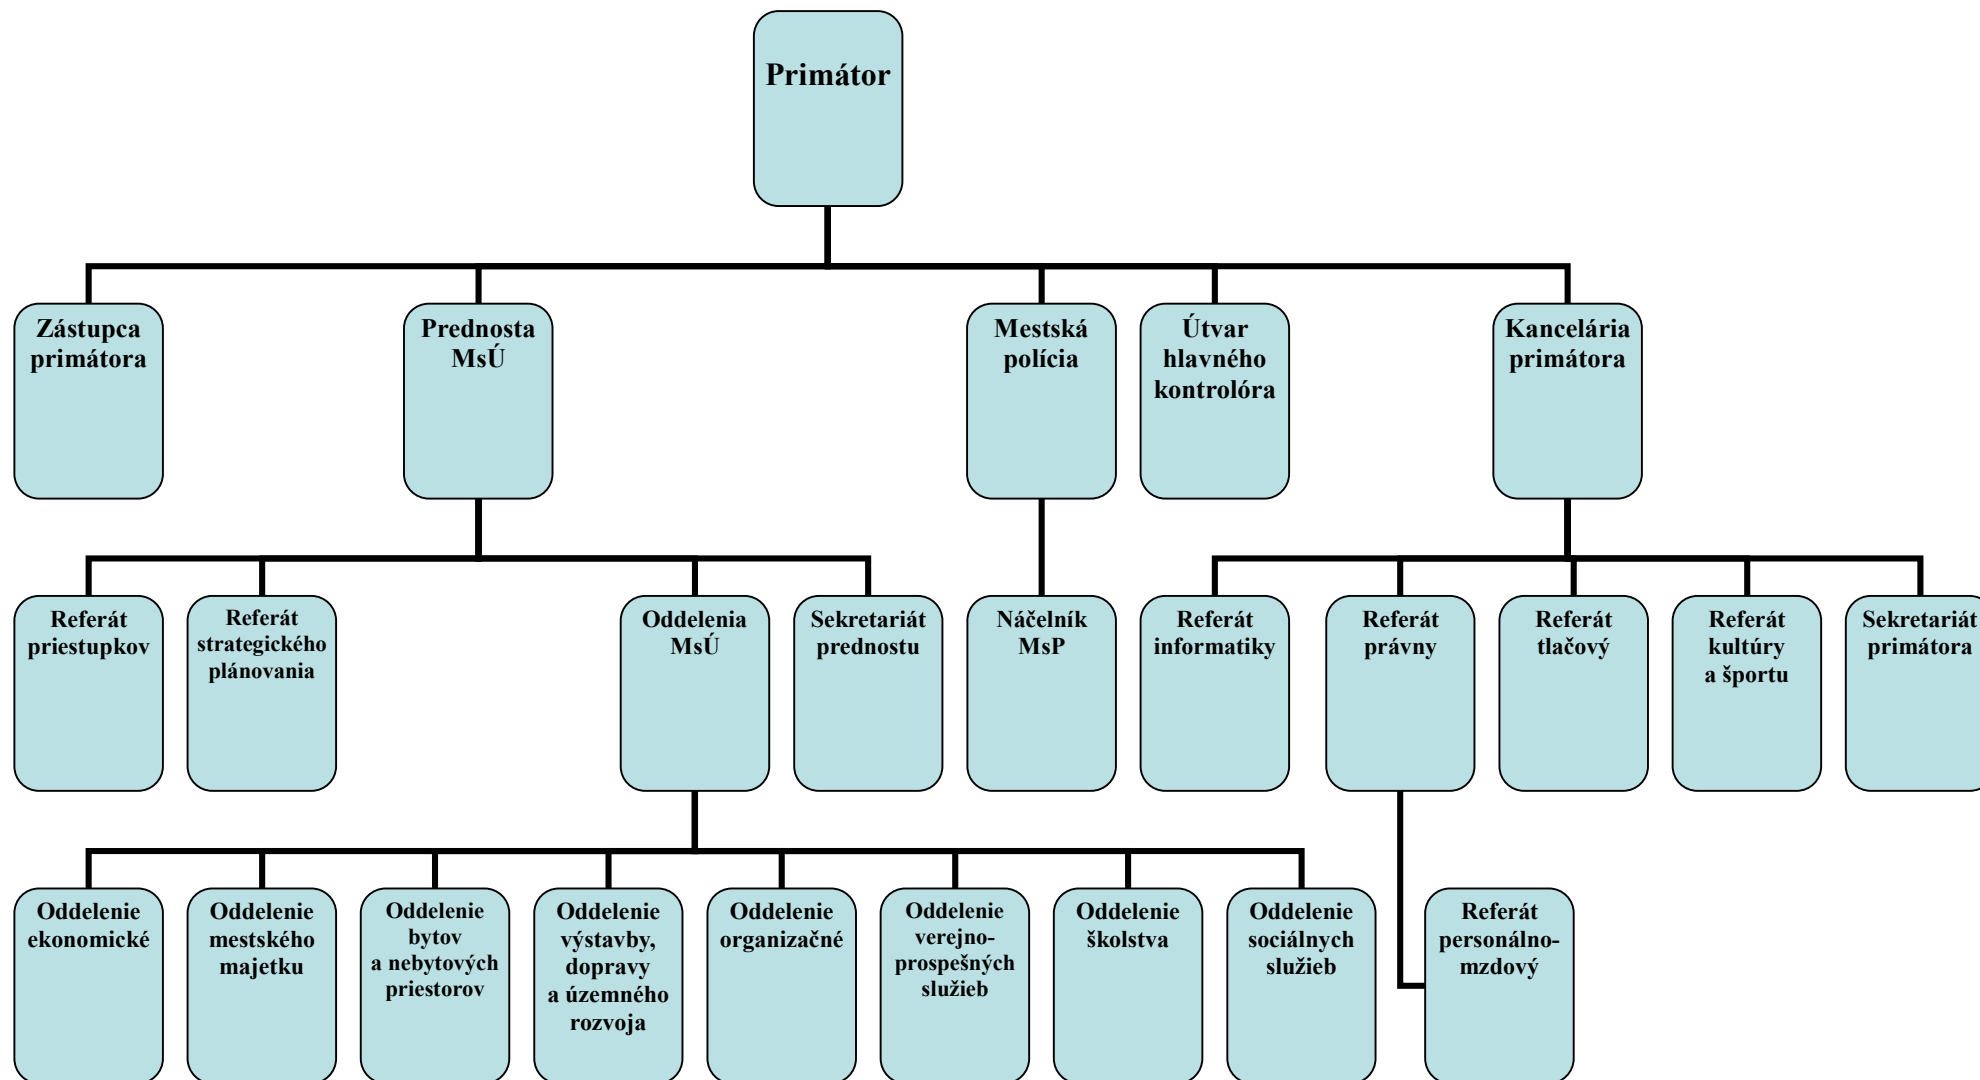 Primátor
Zástupca
primátora
Prednosta
MsÚ
Mestská
polícia
Útvar
hlavného
kontrolóra
Kancelária
primátora
Referát
priestupkov
Referát
strategického
plánovania
Oddelenia
MsÚ
Sekretariát
prednostu
Náčelník
MsP
Referát
informatiky
Referát
právny
Referát
tlačový
Referát
kultúry
a športu
Sekretariát
primátora
Oddelenie
ekonomické
Oddelenie
mestského
majetku
Oddelenie
bytov
a nebytových
priestorov
Oddelenie
výstavby,
dopravy
a územného
rozvoja
Oddelenie
organizačné
Oddelenie
verejno-
prospešných
služieb
Oddelenie
školstva
Oddelenie
sociálnych
služieb
Referát
personálno-
mzdový